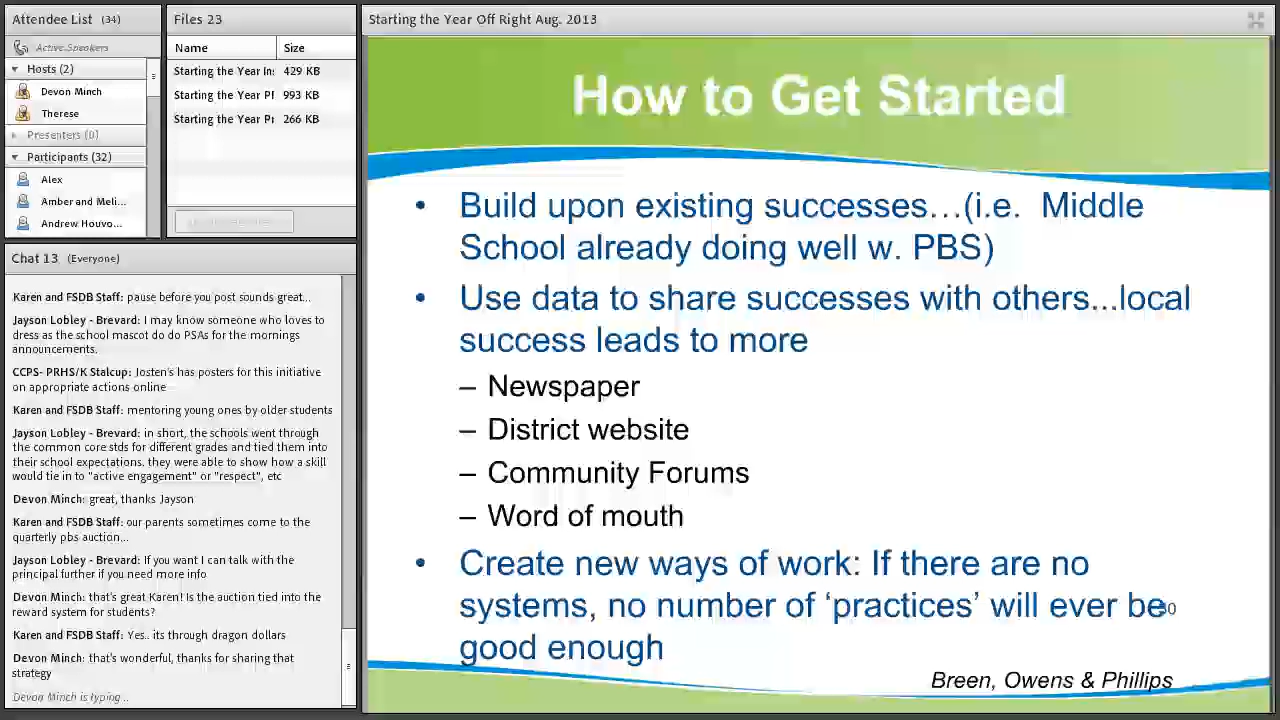 Attendee List (34)
Active Speakers
Hosts (2)
Devon Minch
Therese
Presenters (0)
Participants (32)
Alex
Amber and Meli...
Andrew Houvo...
Files 23
Name Size
Starting the Year In: 429 KB
Starting the Year Pl 993 KB
Starting the Year Pi 266 KB
Chat 13 (Everyone)
Karen and FSDB Staff: pause before you post sounds great...
Jayson Lobley - Brevard: I may know someone who loves to
dress as the school mascot do do PSAs for the mornings
announcements.
CCPS- PRHS/K Stalcup: Josten's has posters for this initiative
on appropriate actions online
Karen and FSDB Staff: mentoring young ones by older students
Jayson Lobley - Brevard: in short, the schools went through
the common core stds for different grades and tied them into
their school expectations. they were able to show how a skill
would tie in to "active engagement" or "respect", etc
Devon Minch: great, thanks Jayson
Karen and FSDB Staff: our parents sometimes come to the
quarterly pbs auction,..
Jayson Lobley - Brevard: If you want I can talk with the
principal further if you need more info
Devon Minch: that's great Karen! Is the auction tied into the
reward system for students?
Karen and FSDB Staff: Yes.. its through dragon dollars
Devon Minch: that's wonderful, thanks for sharing that
strategy
Devon Minch is typing...
Starting the Year Off Right Aug. 2013
How to Get Started
• Build upon existing successes…(i.e. Middle
School already doing well w. PBS)
• Use data to share successes with others...local
success leads to more
– Newspaper
– District website
– Community Forums
– Word of mouth
• Create new ways of work: If there are no
systems, no number of ‘practices’ will ever be
good enough
Breen, Owens & Phillips